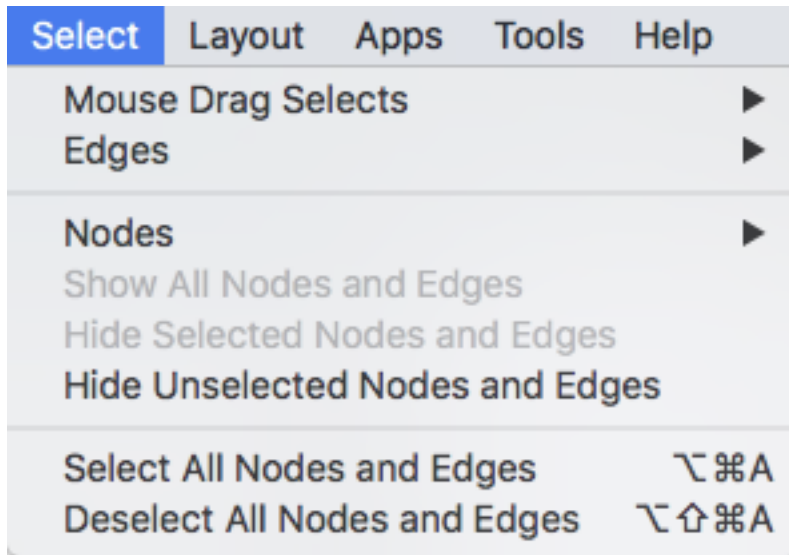 Select Layout Apps Tools Help
Mouse Drag Selects ▶
Edges ▶
Nodes ▶
Show All Nodes and Edges
Hide Selected Nodes and Edges
Hide Unselected Nodes and Edges
Select All Nodes and Edges ⌥⌘A
Deselect All Nodes and Edges ⌥⇧⌘A